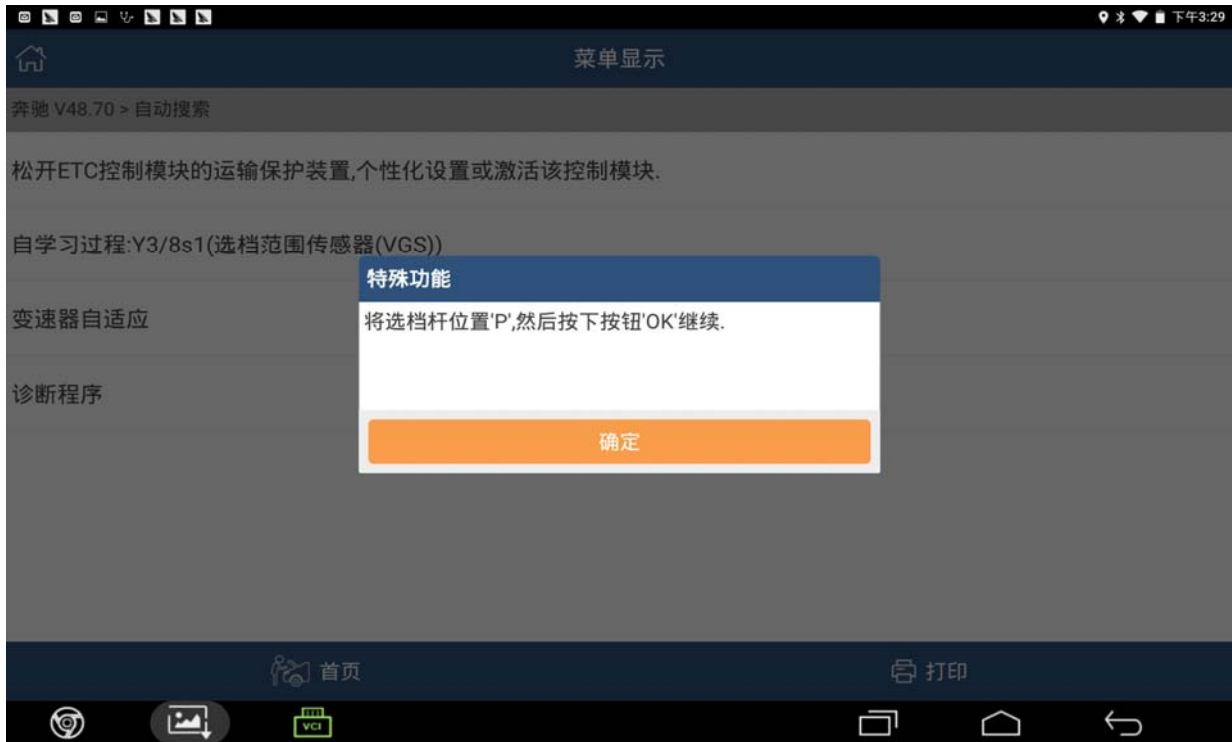 下午3:29
菜单显示
奔驰 V48.70 > 自动搜索
松开ETC控制模块的运输保护装置,个性化设置或激活该控制模块.
自学习过程:Y3/8s1(选档范围传感器(VGS))
特殊功能
变速器自适应
将选档杆位置'P',然后按下按钮'OK'继续.
诊断程序
确定
首页
打印
VCI